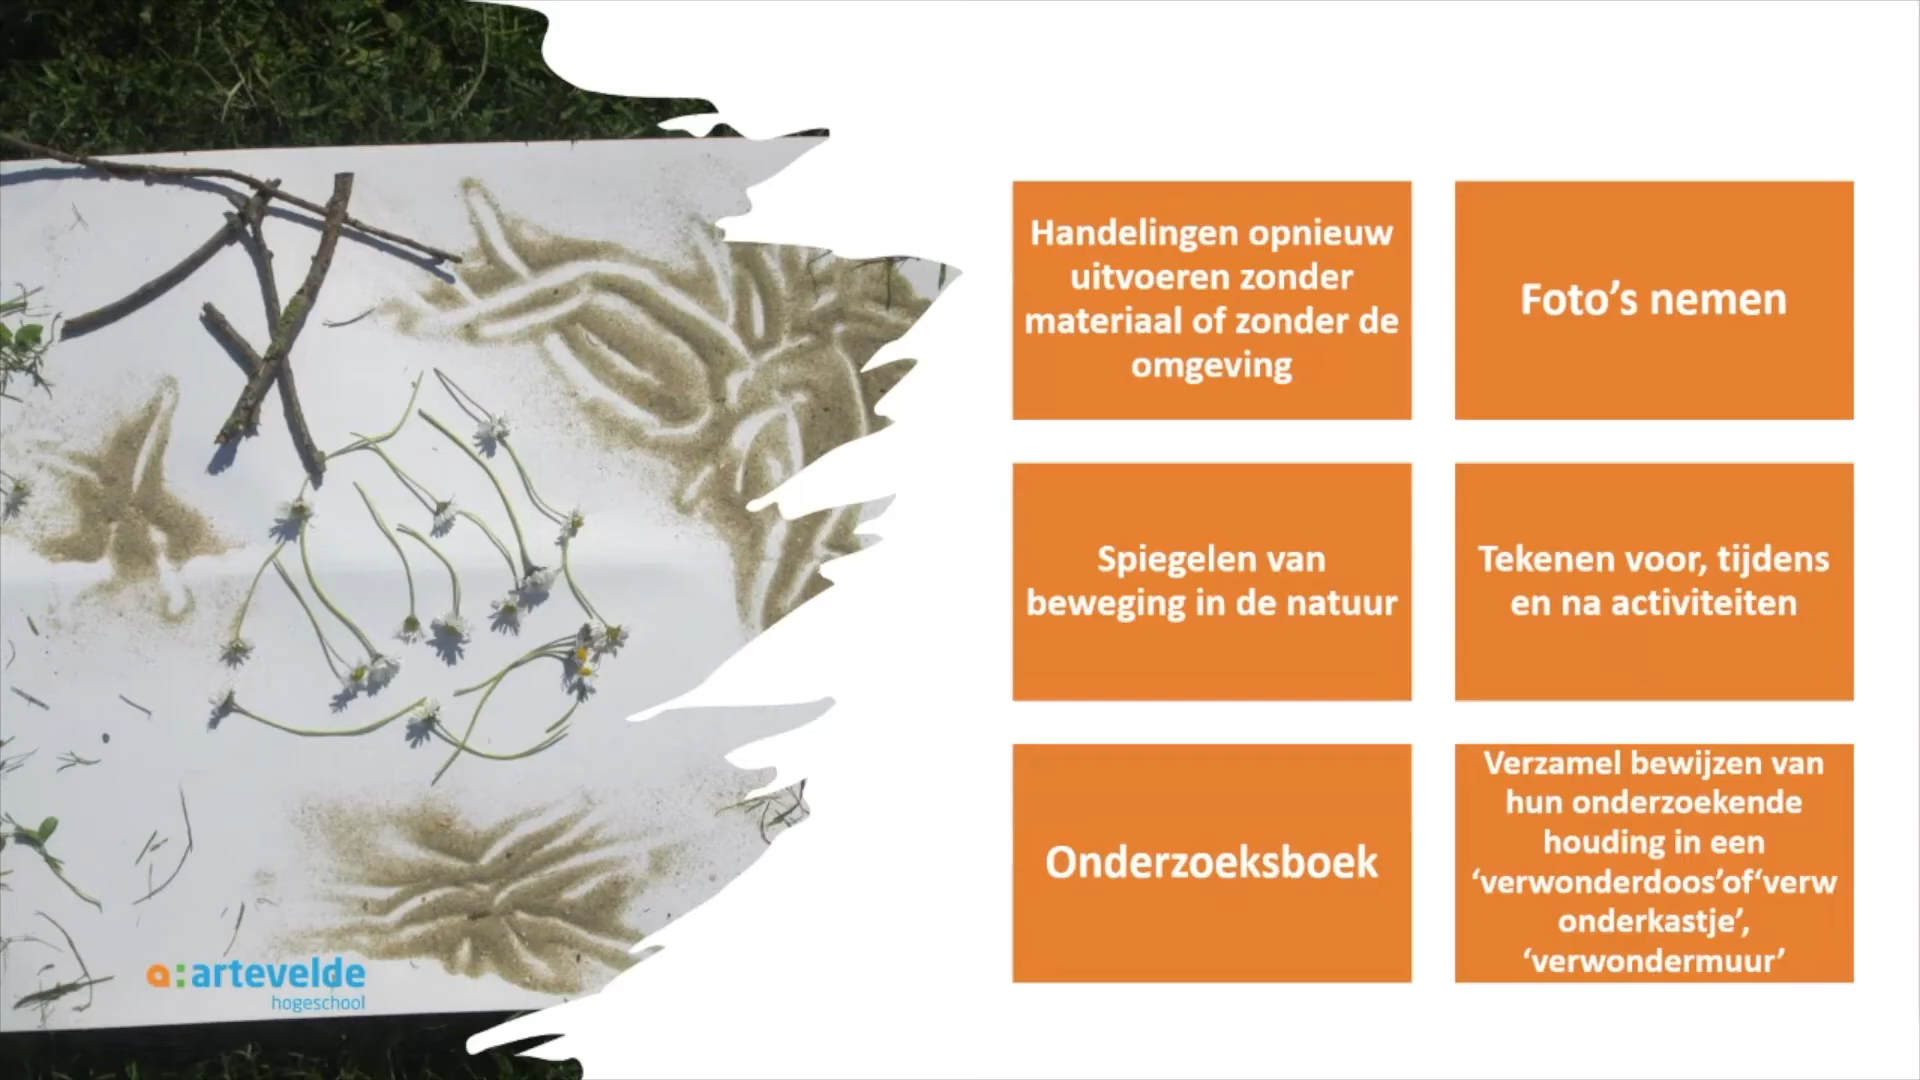 Handelingen opnieuw
uitvoeren zonder
materiaal of zonder de
omgeving
Foto’s nemen
Spiegelen van
beweging in de natuur
Tekenen voor, tijdens
en na activiteiten
Onderzoeksboek
Verzamel bewijzen van
hun onderzoekende
houding in een
‘verwonderdoos’of‘verw
onderkastje’,
‘verwondermuur’
a:artevelde
hogeschool